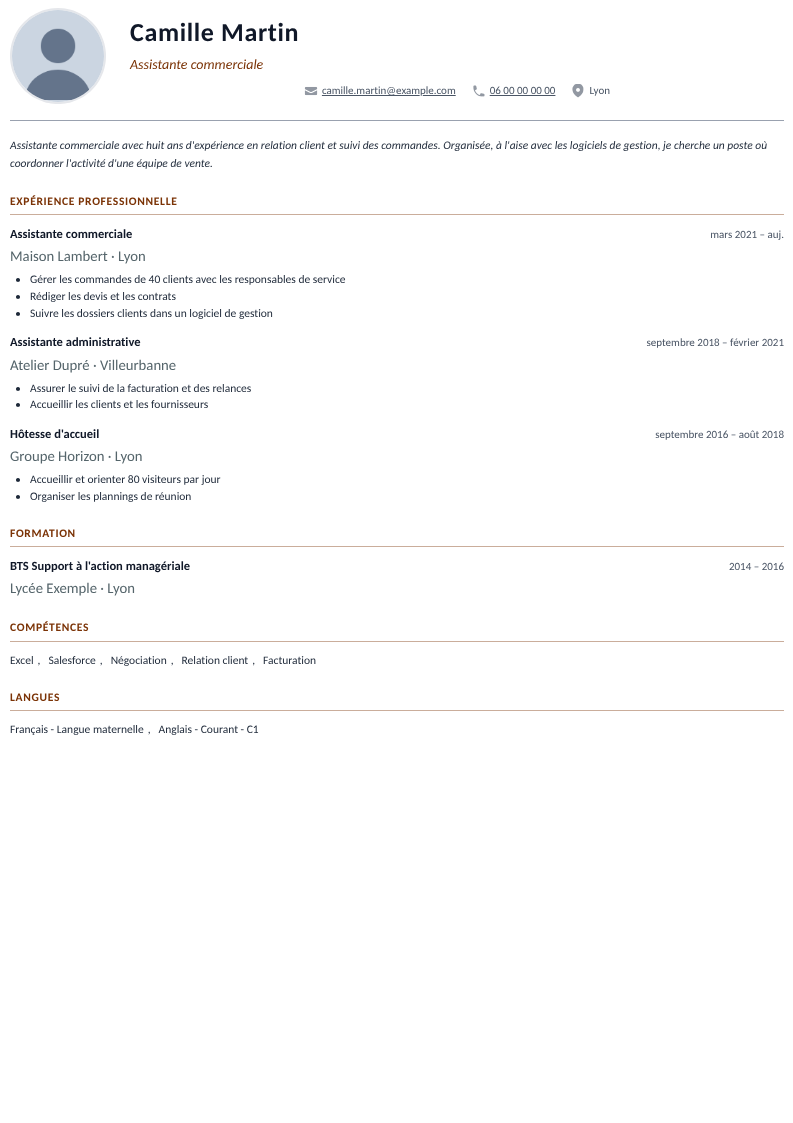 Camille Martin
Assistante commerciale
camille.martin@example.com 06 00 00 00 00 Lyon
Assistante commerciale avec huit ans d'expérience en relation client et suivi des commandes. Organisée, à l'aise avec les logiciels de gestion, je cherche un poste où
coordonner l'activité d'une équipe de vente.
EXPÉRIENCE PROFESSIONNELLE
Assistante commerciale mars 2021 – auj.
Maison Lambert · Lyon
• Gérer les commandes de 40 clients avec les responsables de service
• Rédiger les devis et les contrats
• Suivre les dossiers clients dans un logiciel de gestion
Assistante administrative septembre 2018 – février 2021
Atelier Dupré · Villeurbanne
• Assurer le suivi de la facturation et des relances
• Accueillir les clients et les fournisseurs
Hôtesse d'accueil septembre 2016 – août 2018
Groupe Horizon · Lyon
• Accueillir et orienter 80 visiteurs par jour
• Organiser les plannings de réunion
FORMATION
BTS Support à l'action managériale 2014 – 2016
Lycée Exemple · Lyon
COMPÉTENCES
Excel , Salesforce , Négociation , Relation client , Facturation
LANGUES
Français - Langue maternelle , Anglais - Courant - C1